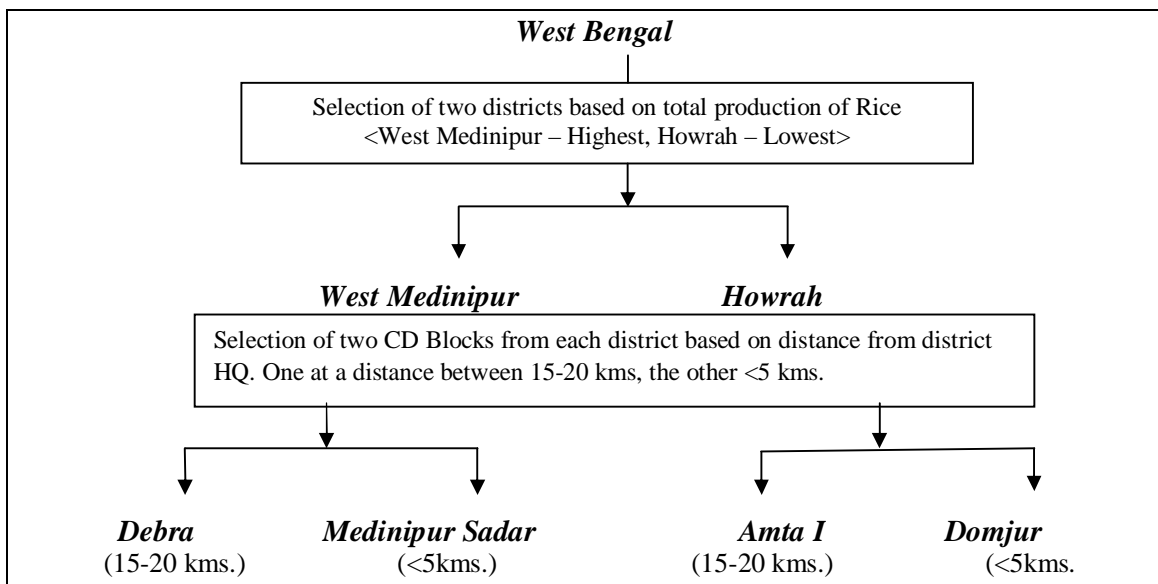 West Bengal
Selection of two districts based on total production of Rice
<West Medinipur – Highest, Howrah – Lowest>
West Medinipur Howrah
Selection of two CD Blocks from each district based on distance from district
HQ. One at a distance between 15-20 kms, the other <5 kms.
Debra Medinipur Sadar Amta I Domjur
(15-20 kms.) (<5kms.) (15-20 kms.) (<5kms.